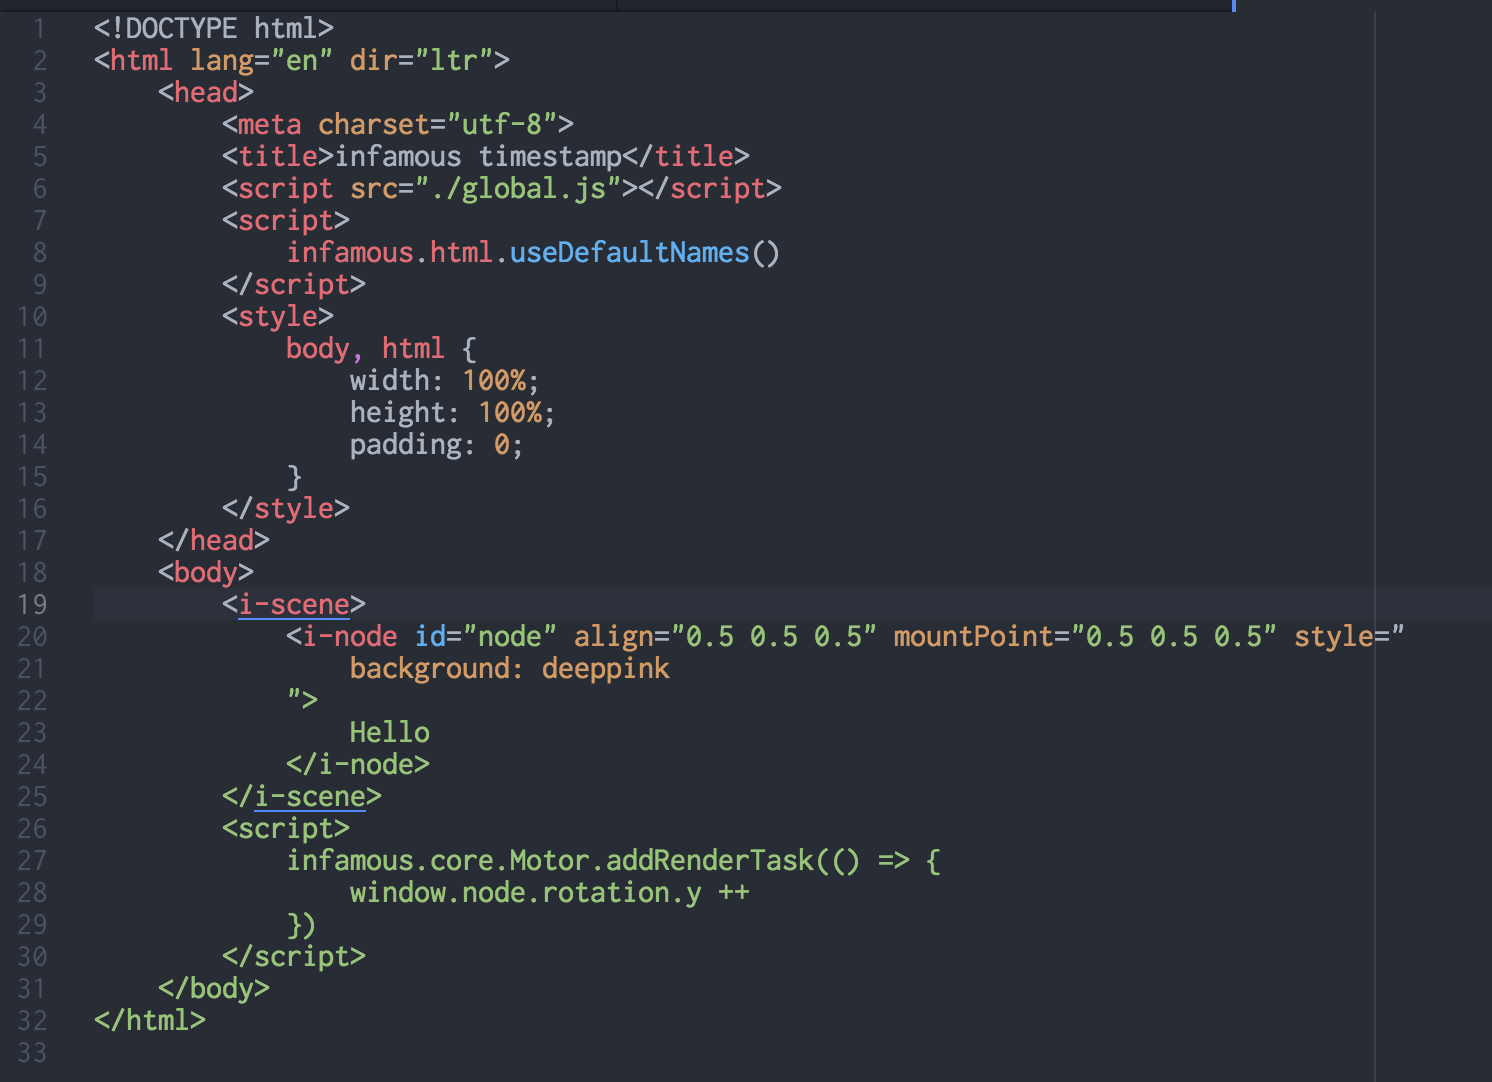 1 <!DOCTYPE html>
2 <html lang="en" dir="ltr">
3     <head>
4         <meta charset="utf-8">
5         <title>infamous timestamp</title>
6         <script src="./global.js"></script>
7         <script>
8             infamous.html.useDefaultNames()
9         </script>
10         <style>
11             body, html {
12                 width: 100%;
13                 height: 100%;
14                 padding: 0;
15             }
16         </style>
17     </head>
18     <body>
19         <i-scene>
20             <i-node id="node" align="0.5 0.5 0.5" mountPoint="0.5 0.5 0.5" style="
21                 background: deeppink
22             ">
23                 Hello
24             </i-node>
25         </i-scene>
26         <script>
27             infamous.core.Motor.addRenderTask(() => {
28                 window.node.rotation.y ++
29             })
30         </script>
31     </body>
32 </html>
33